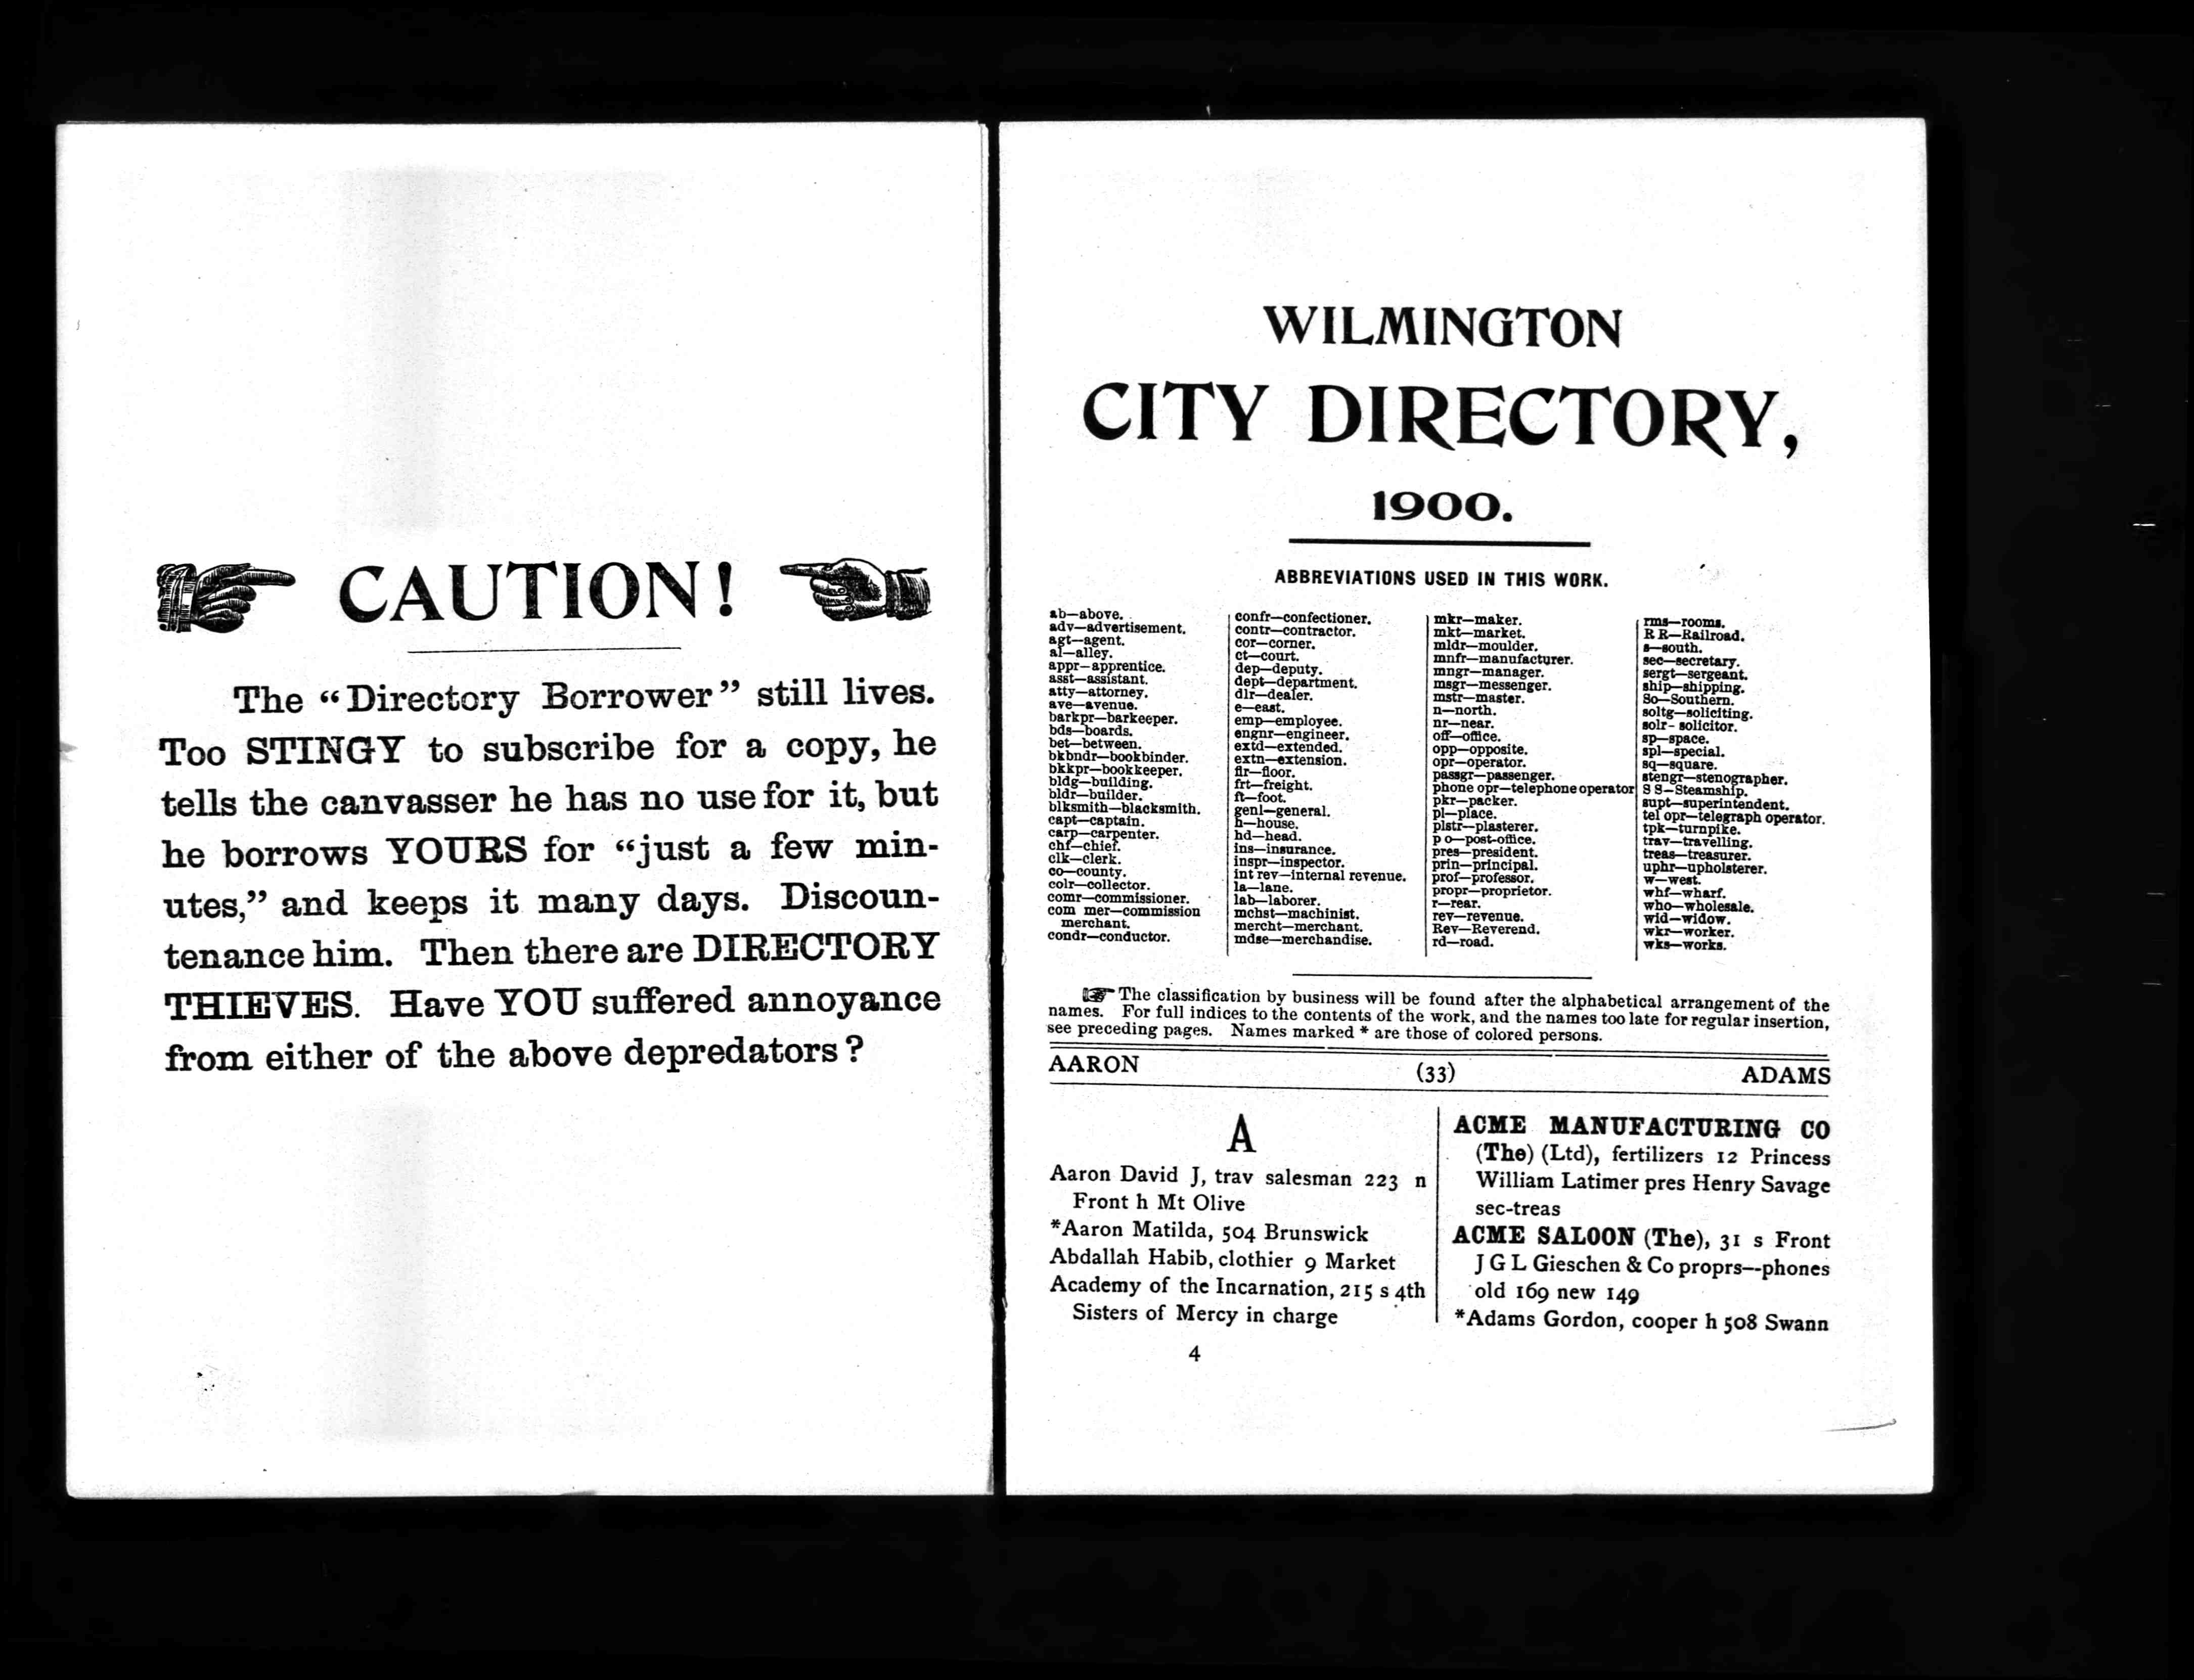 CAUTION!
The “Directory Borrower” still lives.
Too STINGY to subscribe for a copy, he
tells the canvasser he has no use for it, but
he borrows YOURS for “just a few min-
utes,” and keeps it many days. Discoun-
tenance him. Then there are DIRECTORY
THIEVES. Have YOU suffered annoyance
from either of the above depredators?
WILMINGTON
CITY DIRECTORY,
1900.
ABBREVIATIONS USED IN THIS WORK.
ab—above.
adv—advertisement.
agt—agent.
al—alley.
appr—apprentice.
asst—assistant.
atty—attorney.
ave—avenue.
barkpr—barkeeper.
bds—boards.
bet—between.
bkbndr—bookbinder.
bkkpr—bookkeeper.
bldg—building.
bldr—builder.
blksmith—blacksmith.
capt—captain.
carp—carpenter.
chf—chief.
clk—clerk.
co—county.
colr—collector.
comr—commissioner.
com mer—commission
merchant.
condr—conductor.
confr—confectioner.
contr—contractor.
cor—corner.
ct—court.
dep—deputy.
dept—department.
dlr—dealer.
e—east.
emp—employee.
engnr—engineer.
extd—extended.
extn—extension.
flr—floor.
frt—freight.
ft—foot.
genl—general.
h—house.
hd—head.
ins—insurance.
inspr—inspector.
int rev—internal revenue.
la—lane.
lab—laborer.
mchst—machinist.
mercht—merchant.
mdse—merchandise.
mkr—maker.
mkt—market.
mldr—moulder.
mnfr—manufacturer.
mngr—manager.
msgr—messenger.
mstr—master.
n—north.
nr—near.
off—office.
opp—opposite.
opr—operator.
passgr—passenger.
phone opr—telephone operator
pkr—packer.
pl—place.
plstr—plasterer.
p o—post-office.
pres—president.
prin—principal.
prof—professor.
propr—proprietor.
r—rear.
rev—revenue.
Rev—Reverend.
rd—road.
rms—rooms.
R R—Railroad.
s—south.
sec—secretary.
sergt—sergeant.
ship—shipping.
So—Southern.
soltg—soliciting.
solr- solicitor.
sp—space.
spl—special.
sq—square.
stengr—stenographer.
S S—Steamship.
supt—superintendent.
tel opr—telegraph operator.
tpk—turnpike.
trav—travelling.
treas—treasurer.
uphr—upholsterer.
w—west.
whf—wharf.
who—wholesale.
wid—widow.
wkr—worker.
wks—works.
The classification by business will be found after the alphabetical arrangement of the
names. For full indices to the contents of the work, and the names too late for regular insertion,
see preceding pages. Names marked * are those of colored persons.
AARON (33) ADAMS
A
Aaron David J, trav salesman 223 n
Front h Mt Olive
*Aaron Matilda, 504 Brunswick
Abdallah Habib, clothier 9 Market
Academy of the Incarnation, 215 s 4th
Sisters of Mercy in charge
ACME MANUFACTURING CO
(The) (Ltd), fertilizers 12 Princess
William Latimer pres Henry Savage
sec-treas
ACME SALOON (The), 31 s Front
J G L Gieschen & Co proprs--phones
old 169 new 149
*Adams Gordon, cooper h 508 Swann
4